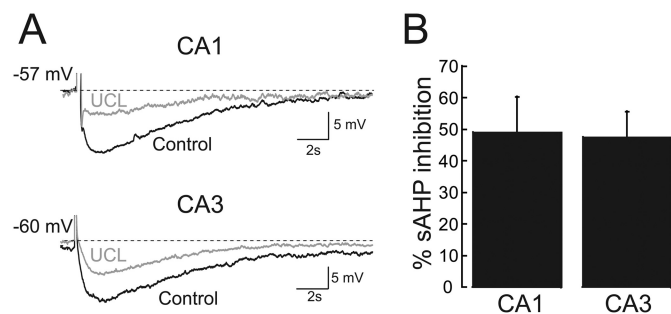 A
CA1
-57 mV
UCL
Control
5 mV
2s
CA3
-60 mV
UCL
Control
5 mV
2s
B
% sAHP inhibition
70
60
50
40
30
20
10
0
CA1
CA3